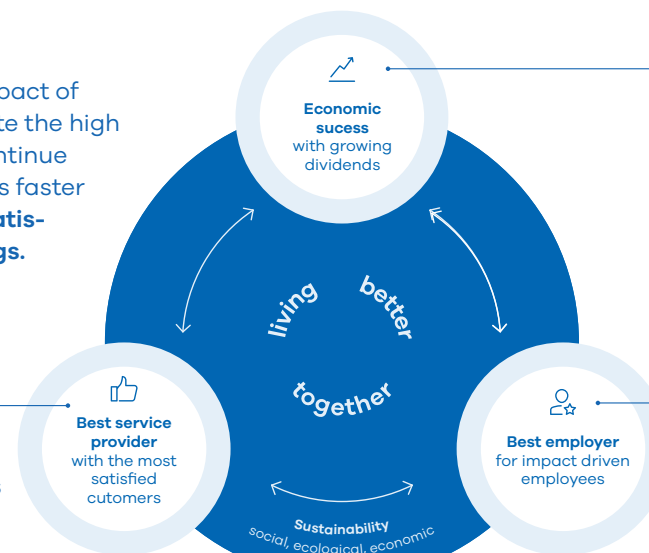 pact of
te the high
ntinue
s faster
atis-
gs.
Economic
sucess
with growing
dividends
living better
together
Best service
provider
with the most
satisfied
cutomers
Best employer
for impact driven
employees
Sustainability
social, ecological, economic
s